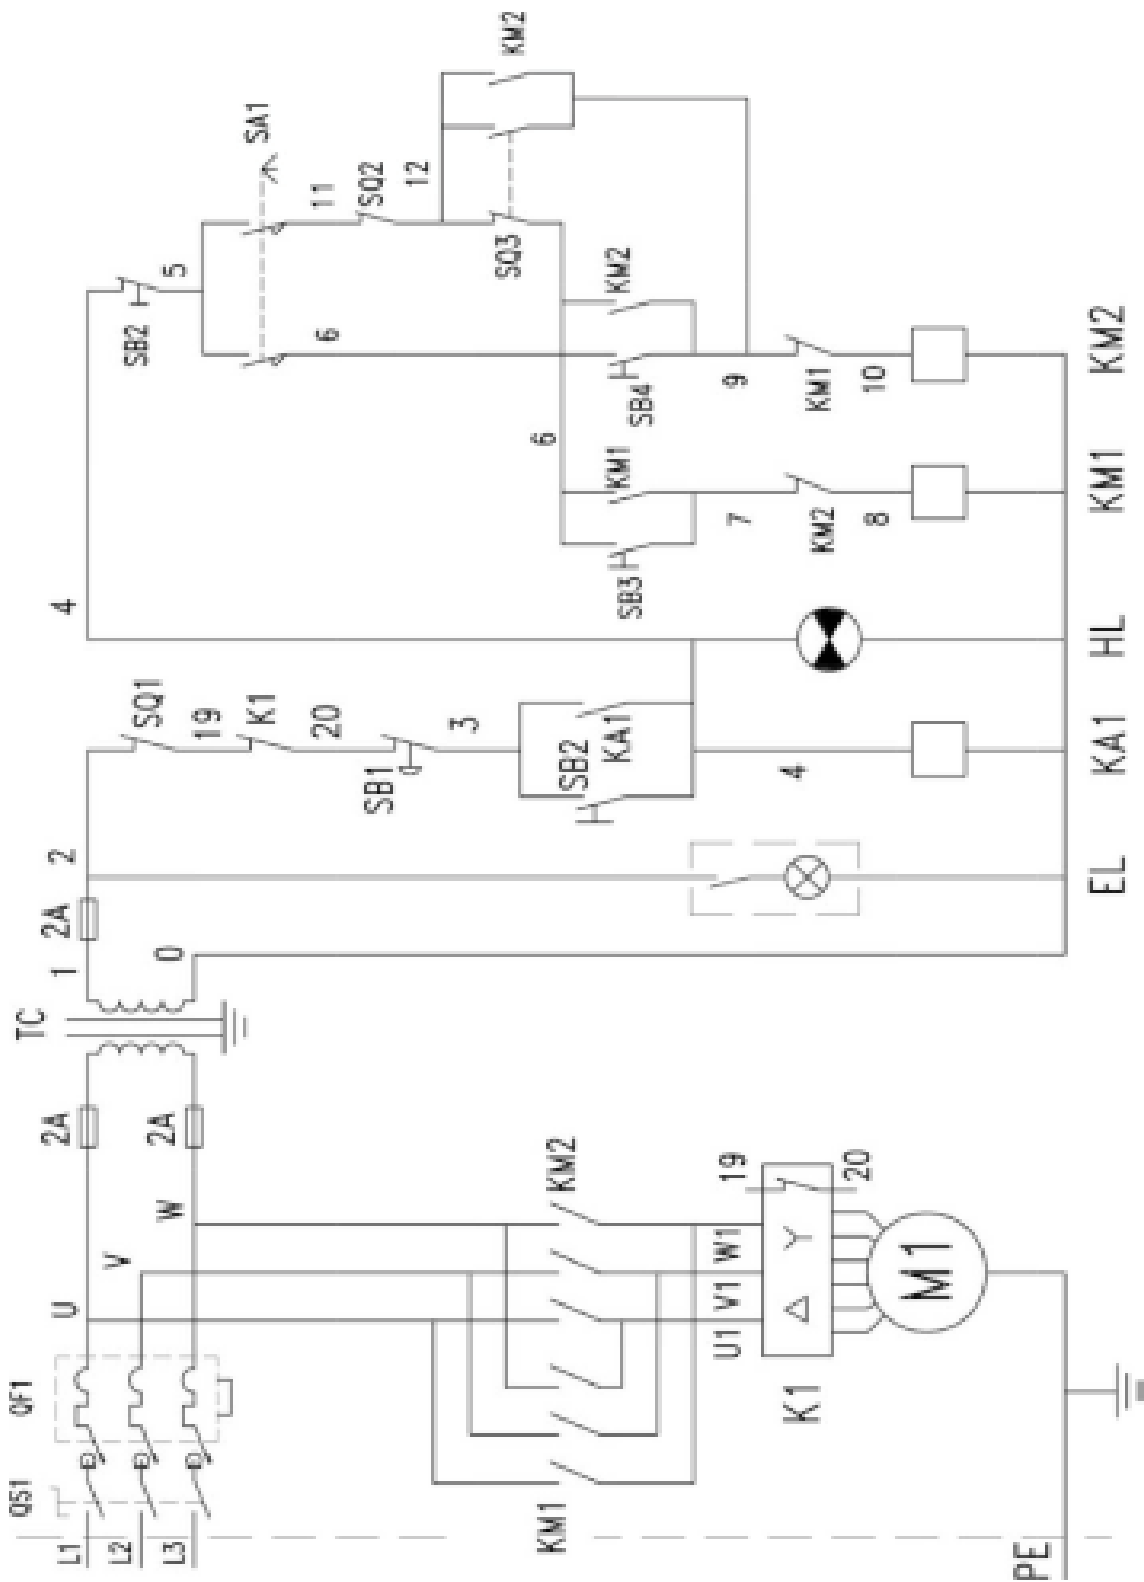 L1
L2
L3
PE
QS1
QF1
U
V
W
2A
2A
TC
1
0
2A
2
4
SQ1
19
K1
20
SB1
3
SB2
KA1
4
SB2
5
SA1
6
11
SQ2
12
KM2
SQ3
6
SB3
KM1
SB4
KM2
7
9
KM2
KM1
8
10
KM1
KM2
U1
V1
W1
19
20
K1
M1
EL
KA1
HL
KM1
KM2